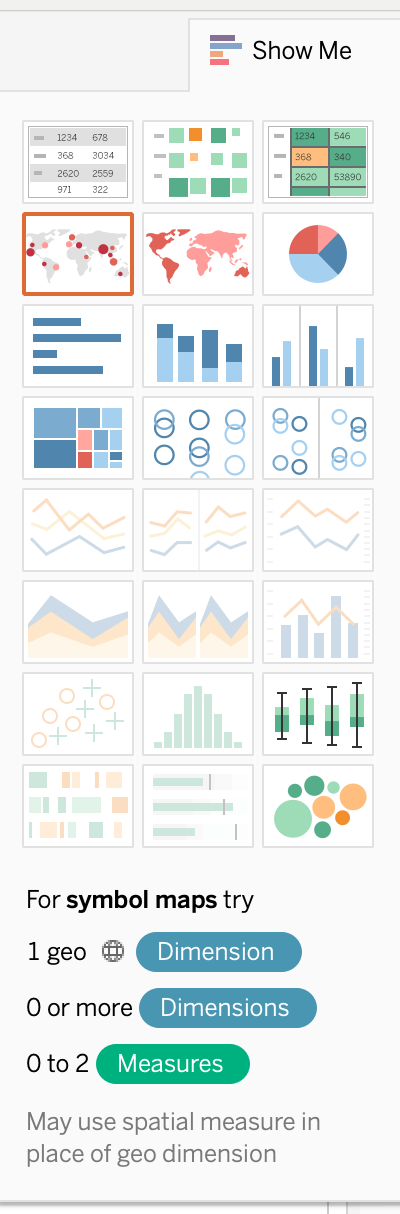 Show Me
1234 678
368 3034
2620 2559
971 322
1234 546
368 340
2620 53890
For symbol maps try
1 geo Dimension
0 or more Dimensions
0 to 2 Measures
May use spatial measure in
place of geo dimension